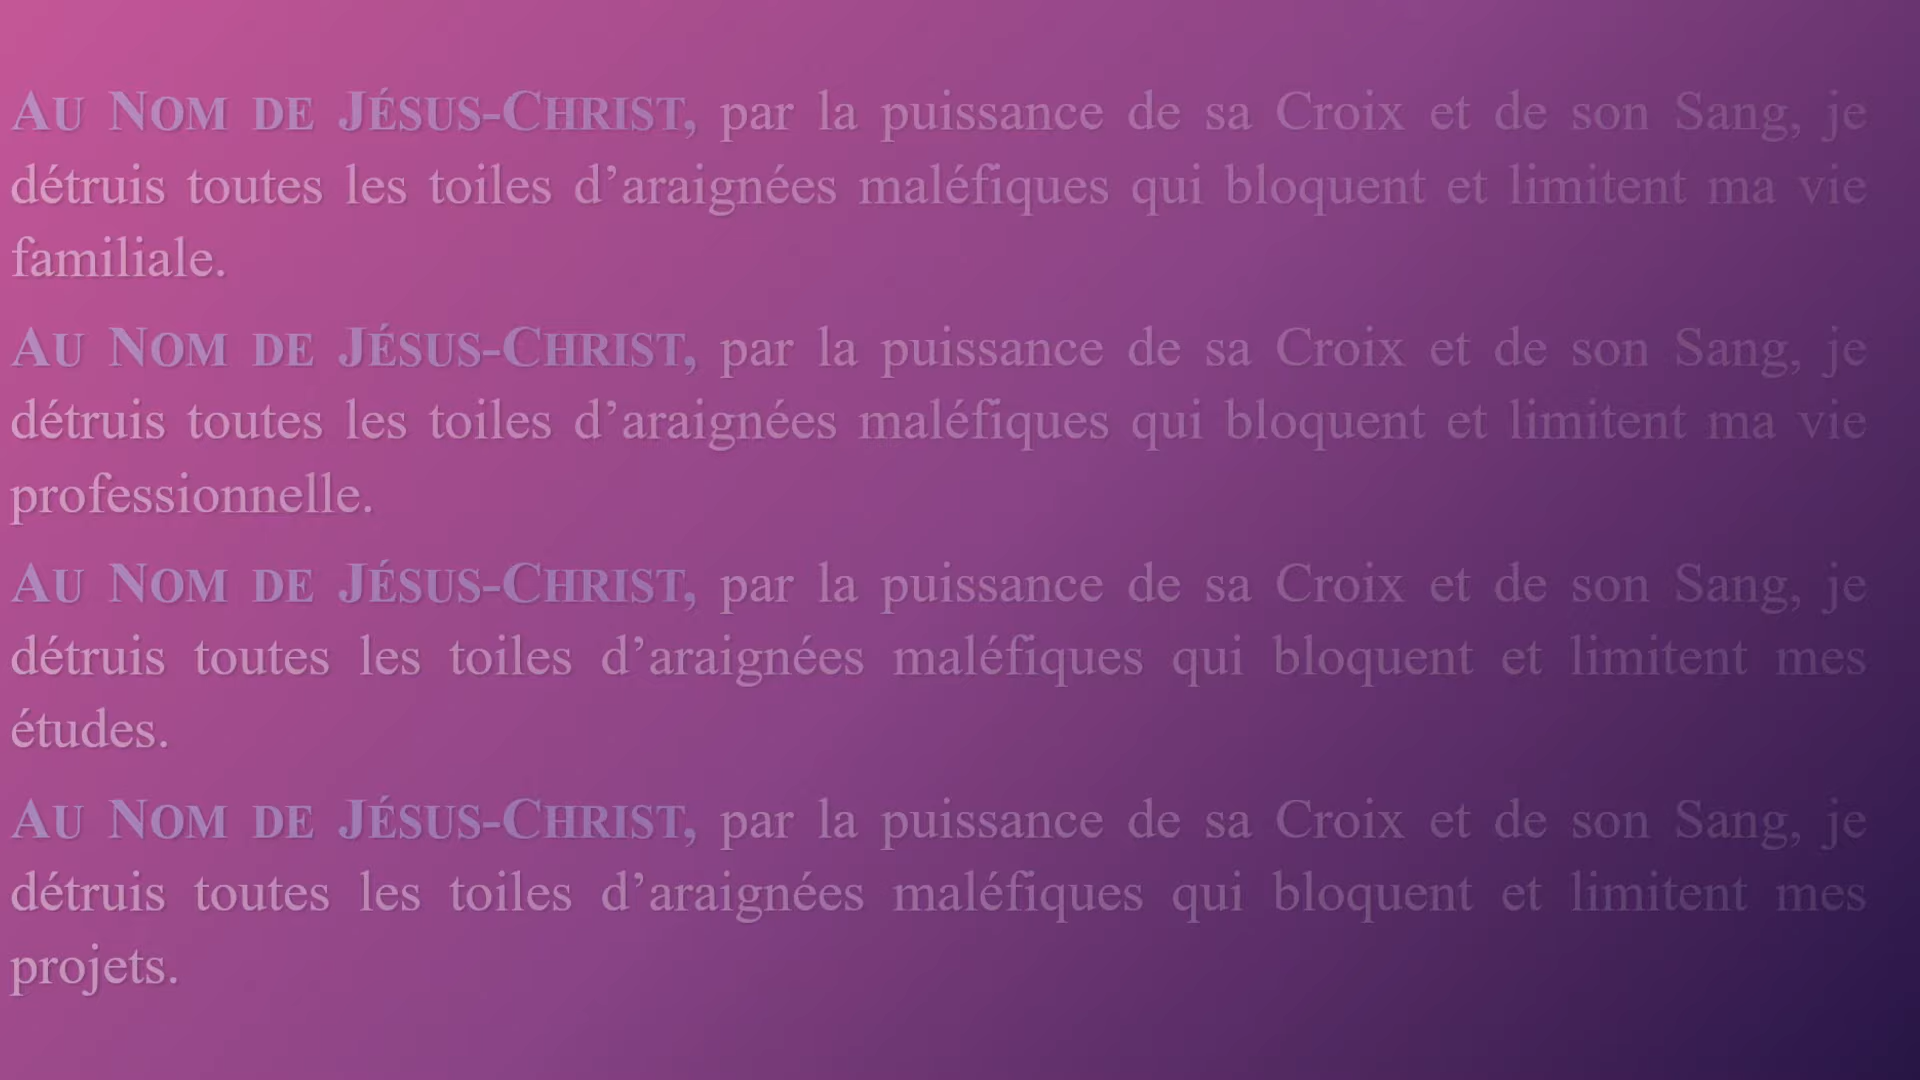 AU NOM DE JÉSUS-CHRIST, par la puissance de sa Croix et de son Sang, je
détruis toutes les toiles d’araignées maléfiques qui bloquent et limitent ma vie
familiale.
AU NOM DE JÉSUS-CHRIST, par la puissance de sa Croix et de son Sang, je
détruis toutes les toiles d’araignées maléfiques qui bloquent et limitent ma vie
professionnelle.
AU NOM DE JÉSUS-CHRIST, par la puissance de sa Croix et de son Sang, je
détruis toutes les toiles d’araignées maléfiques qui bloquent et limitent mes
études.
AU NOM DE JÉSUS-CHRIST, par la puissance de sa Croix et de son Sang, je
détruis toutes les toiles d’araignées maléfiques qui bloquent et limitent mes
projets.